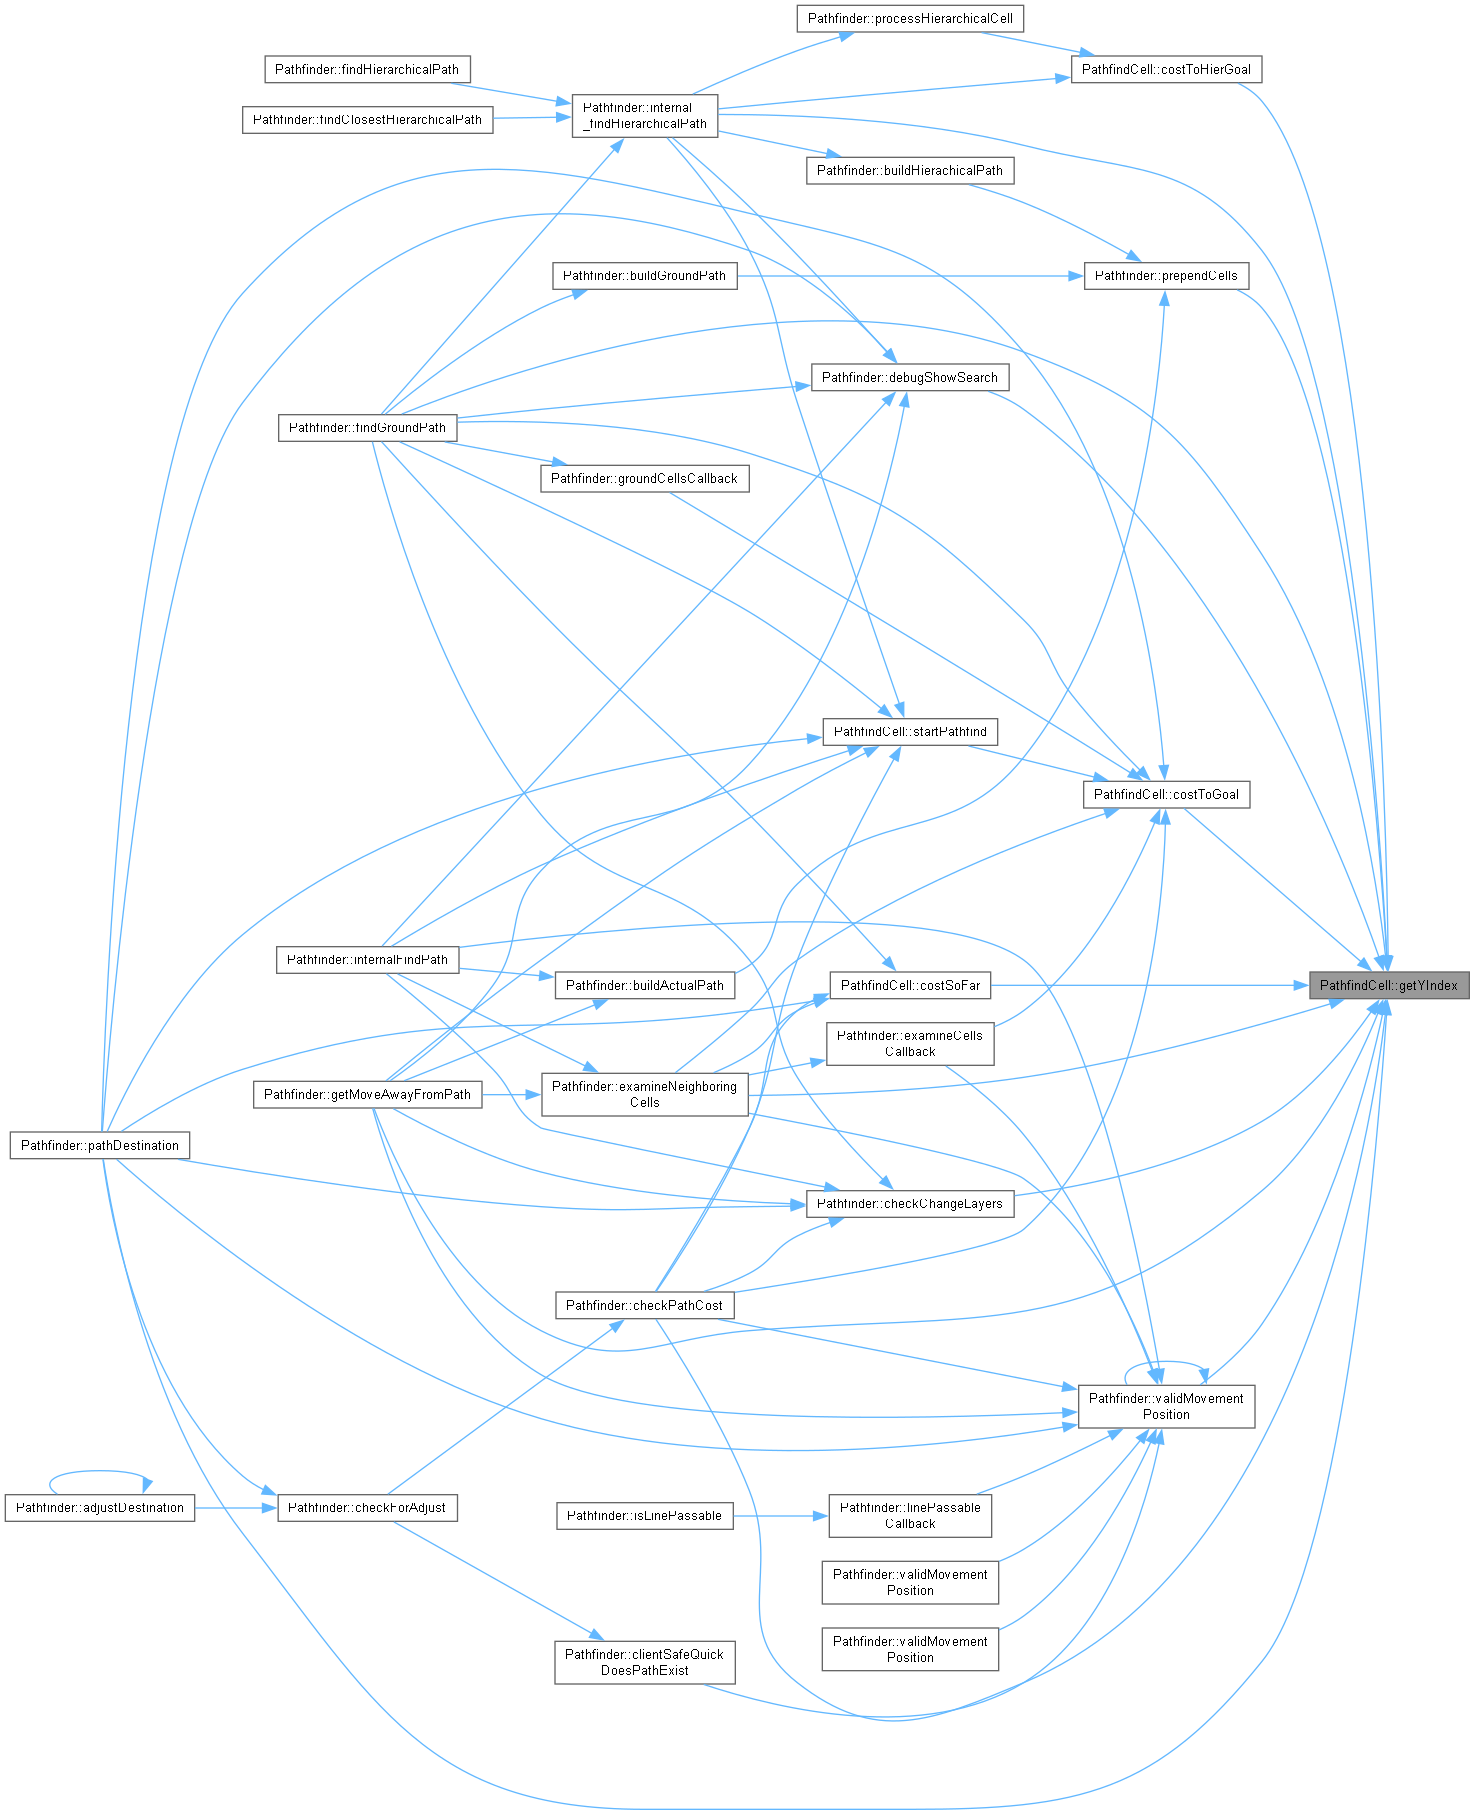 Pathfinder::processHierarchicalCell
Pathfinder::findHierarchicalPath
PathfindCell::costToHierGoal
Pathfinder::findClosestHierarchicalPath
Pathfinder::internal
_findHierarchicalPath
Pathfinder::buildHierachicalPath
Pathfinder::buildGroundPath
Pathfinder::prependCells
Pathfinder::debugShowSearch
Pathfinder::findGroundPath
Pathfinder::groundCellsCallback
PathfindCell::startPathfind
PathfindCell::costToGoal
Pathfinder::internalFindPath
Pathfinder::buildActualPath
PathfindCell::costSoFar
PathfindCell::getYIndex
Pathfinder::examineCells
Callback
Pathfinder::getMoveAwayFromPath
Pathfinder::examineNeighboring
Cells
Pathfinder::pathDestination
Pathfinder::checkChangeLayers
Pathfinder::checkPathCost
Pathfinder::validMovement
Position
Pathfinder::adjustDestination
Pathfinder::checkForAdjust
Pathfinder::isLinePassable
Pathfinder::linePassable
Callback
Pathfinder::validMovement
Position
Pathfinder::validMovement
Position
Pathfinder::clientSafeQuick
DoesPathExist